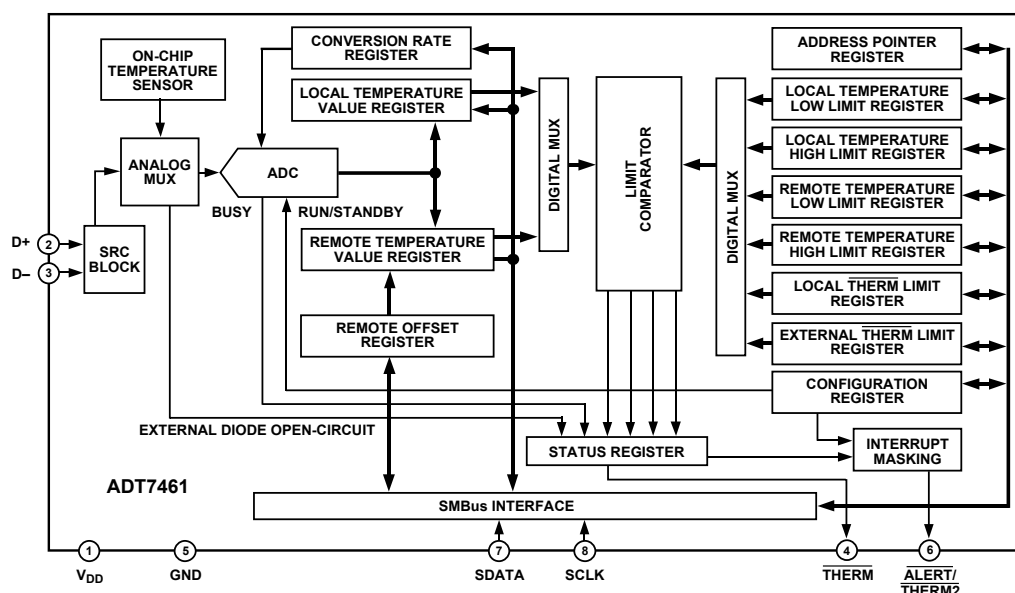 ON-CHIP
TEMPERATURE
SENSOR
CONVERSION RATE
REGISTER
LOCAL TEMPERATURE
VALUE REGISTER
ANALOG
MUX
ADC
BUSY
RUN/STANDBY
D+
2
D–
3
SRC
BLOCK
REMOTE TEMPERATURE
VALUE REGISTER
REMOTE OFFSET
REGISTER
DIGITAL MUX
LIMIT
COMPARATOR
DIGITAL MUX
ADDRESS POINTER
REGISTER
LOCAL TEMPERATURE
LOW LIMIT REGISTER
LOCAL TEMPERATURE
HIGH LIMIT REGISTER
REMOTE TEMPERATURE
LOW LIMIT REGISTER
REMOTE TEMPERATURE
HIGH LIMIT REGISTER
LOCAL THERM LIMIT
REGISTER
EXTERNAL THERM LIMIT
REGISTER
CONFIGURATION
REGISTER
EXTERNAL DIODE OPEN-CIRCUIT
STATUS REGISTER
INTERRUPT
MASKING
ADT7461
SMBus INTERFACE
1
5
7
8
4
6
VDD
GND
SDATA
SCLK
THERM
ALERT/
THERM2